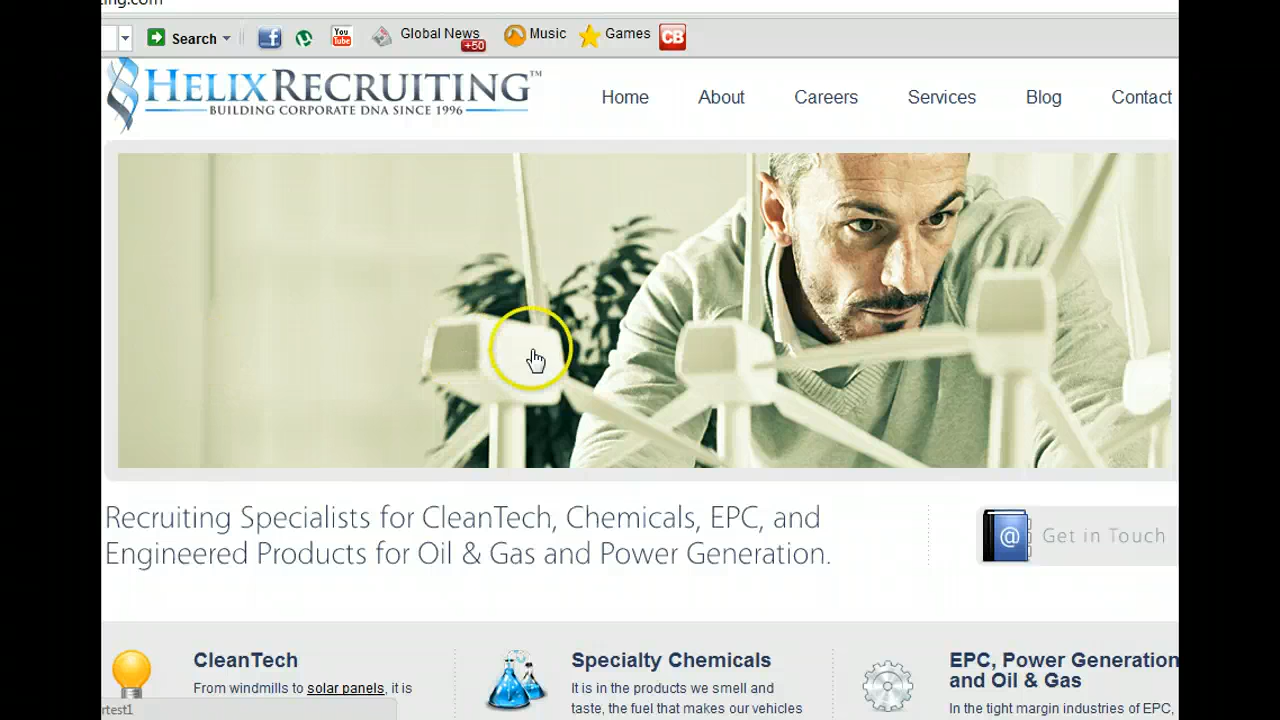 ting.com
Search
You
Tube
Global News
+50
Music
Games
CB
HELIXRECRUITING™
BUILDING CORPORATE DNA SINCE 1996
Home
About
Careers
Services
Blog
Contact
Recruiting Specialists for CleanTech, Chemicals, EPC, and
Engineered Products for Oil & Gas and Power Generation.
@
Get in Touch
CleanTech
From windmills to solar panels, it is
Specialty Chemicals
It is in the products we smell and
taste, the fuel that makes our vehicles
EPC, Power Generation
and Oil & Gas
In the tight margin industries of EPC,
rtest1